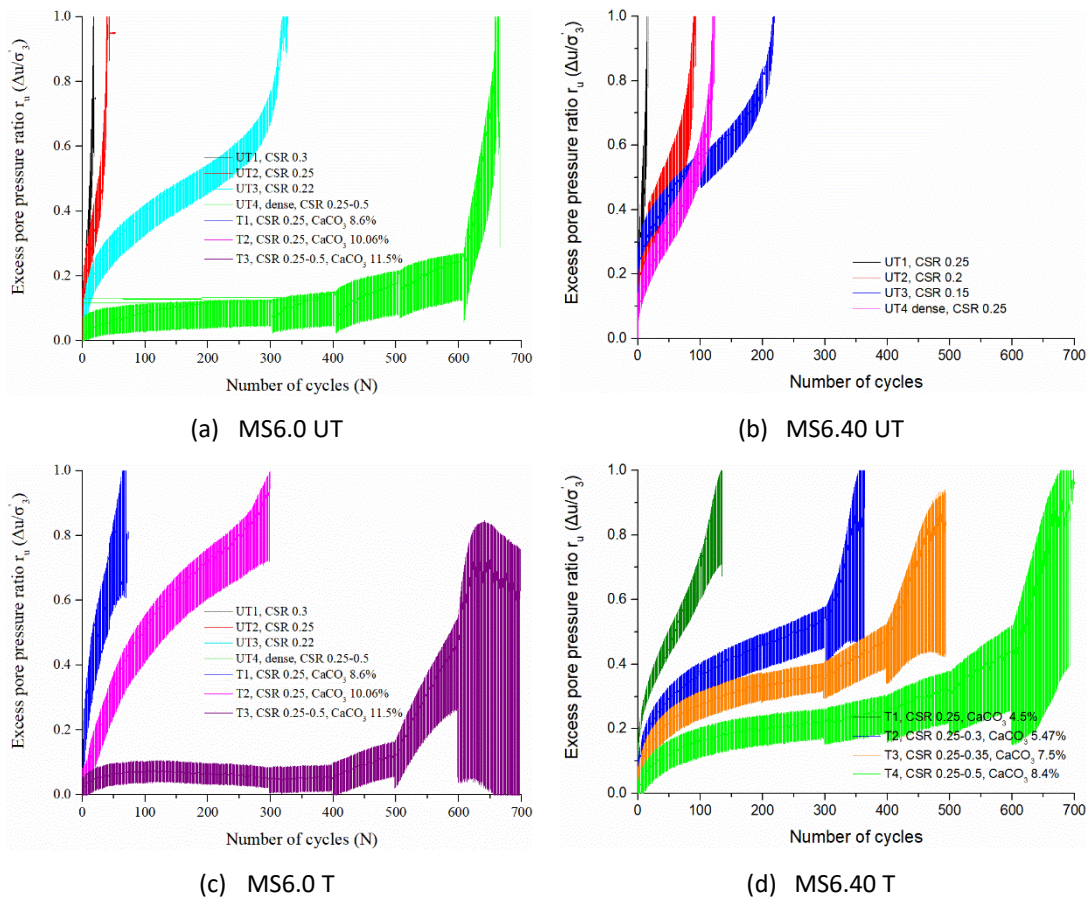 Excess pore pressure ratio r_u (Δu/σ'_3)
1.0
0.8
0.6
0.4
0.2
0.0
UT1, CSR 0.3
UT2, CSR 0.25
UT3, CSR 0.22
UT4, dense, CSR 0.25-0.5
T1, CSR 0.25, CaCO3 8.6%
T2, CSR 0.25, CaCO3 10.06%
T3, CSR 0.25-0.5, CaCO3 11.5%
0 100 200 300 400 500 600 700
Number of cycles (N)
(a) MS6.0 UT
Excess pore pressure ratio r_u (Δu/σ'_3)
1.0
0.8
0.6
0.4
0.2
0.0
UT1, CSR 0.25
UT2, CSR 0.2
UT3, CSR 0.15
UT4 dense, CSR 0.25
0 100 200 300 400 500 600 700
Number of cycles
(b) MS6.40 UT
Excess pore pressure ratio r_u (Δu/σ'_3)
1.0
0.8
0.6
0.4
0.2
0.0
UT1, CSR 0.3
UT2, CSR 0.25
UT3, CSR 0.22
UT4, dense, CSR 0.25-0.5
T1, CSR 0.25, CaCO3 8.6%
T2, CSR 0.25, CaCO3 10.06%
T3, CSR 0.25-0.5, CaCO3 11.5%
0 100 200 300 400 500 600 700
Number of cycles (N)
(c) MS6.0 T
Excess pore pressure ratio r_u (Δu/σ'_3)
1.0
0.8
0.6
0.4
0.2
0.0
T1, CSR 0.25, CaCO3 4.5%
T2, CSR 0.25-0.3, CaCO3 5.47%
T3, CSR 0.25-0.35, CaCO3 7.5%
T4, CSR 0.25-0.5, CaCO3 8.4%
0 100 200 300 400 500 600 700
Number of cycles
(d) MS6.40 T